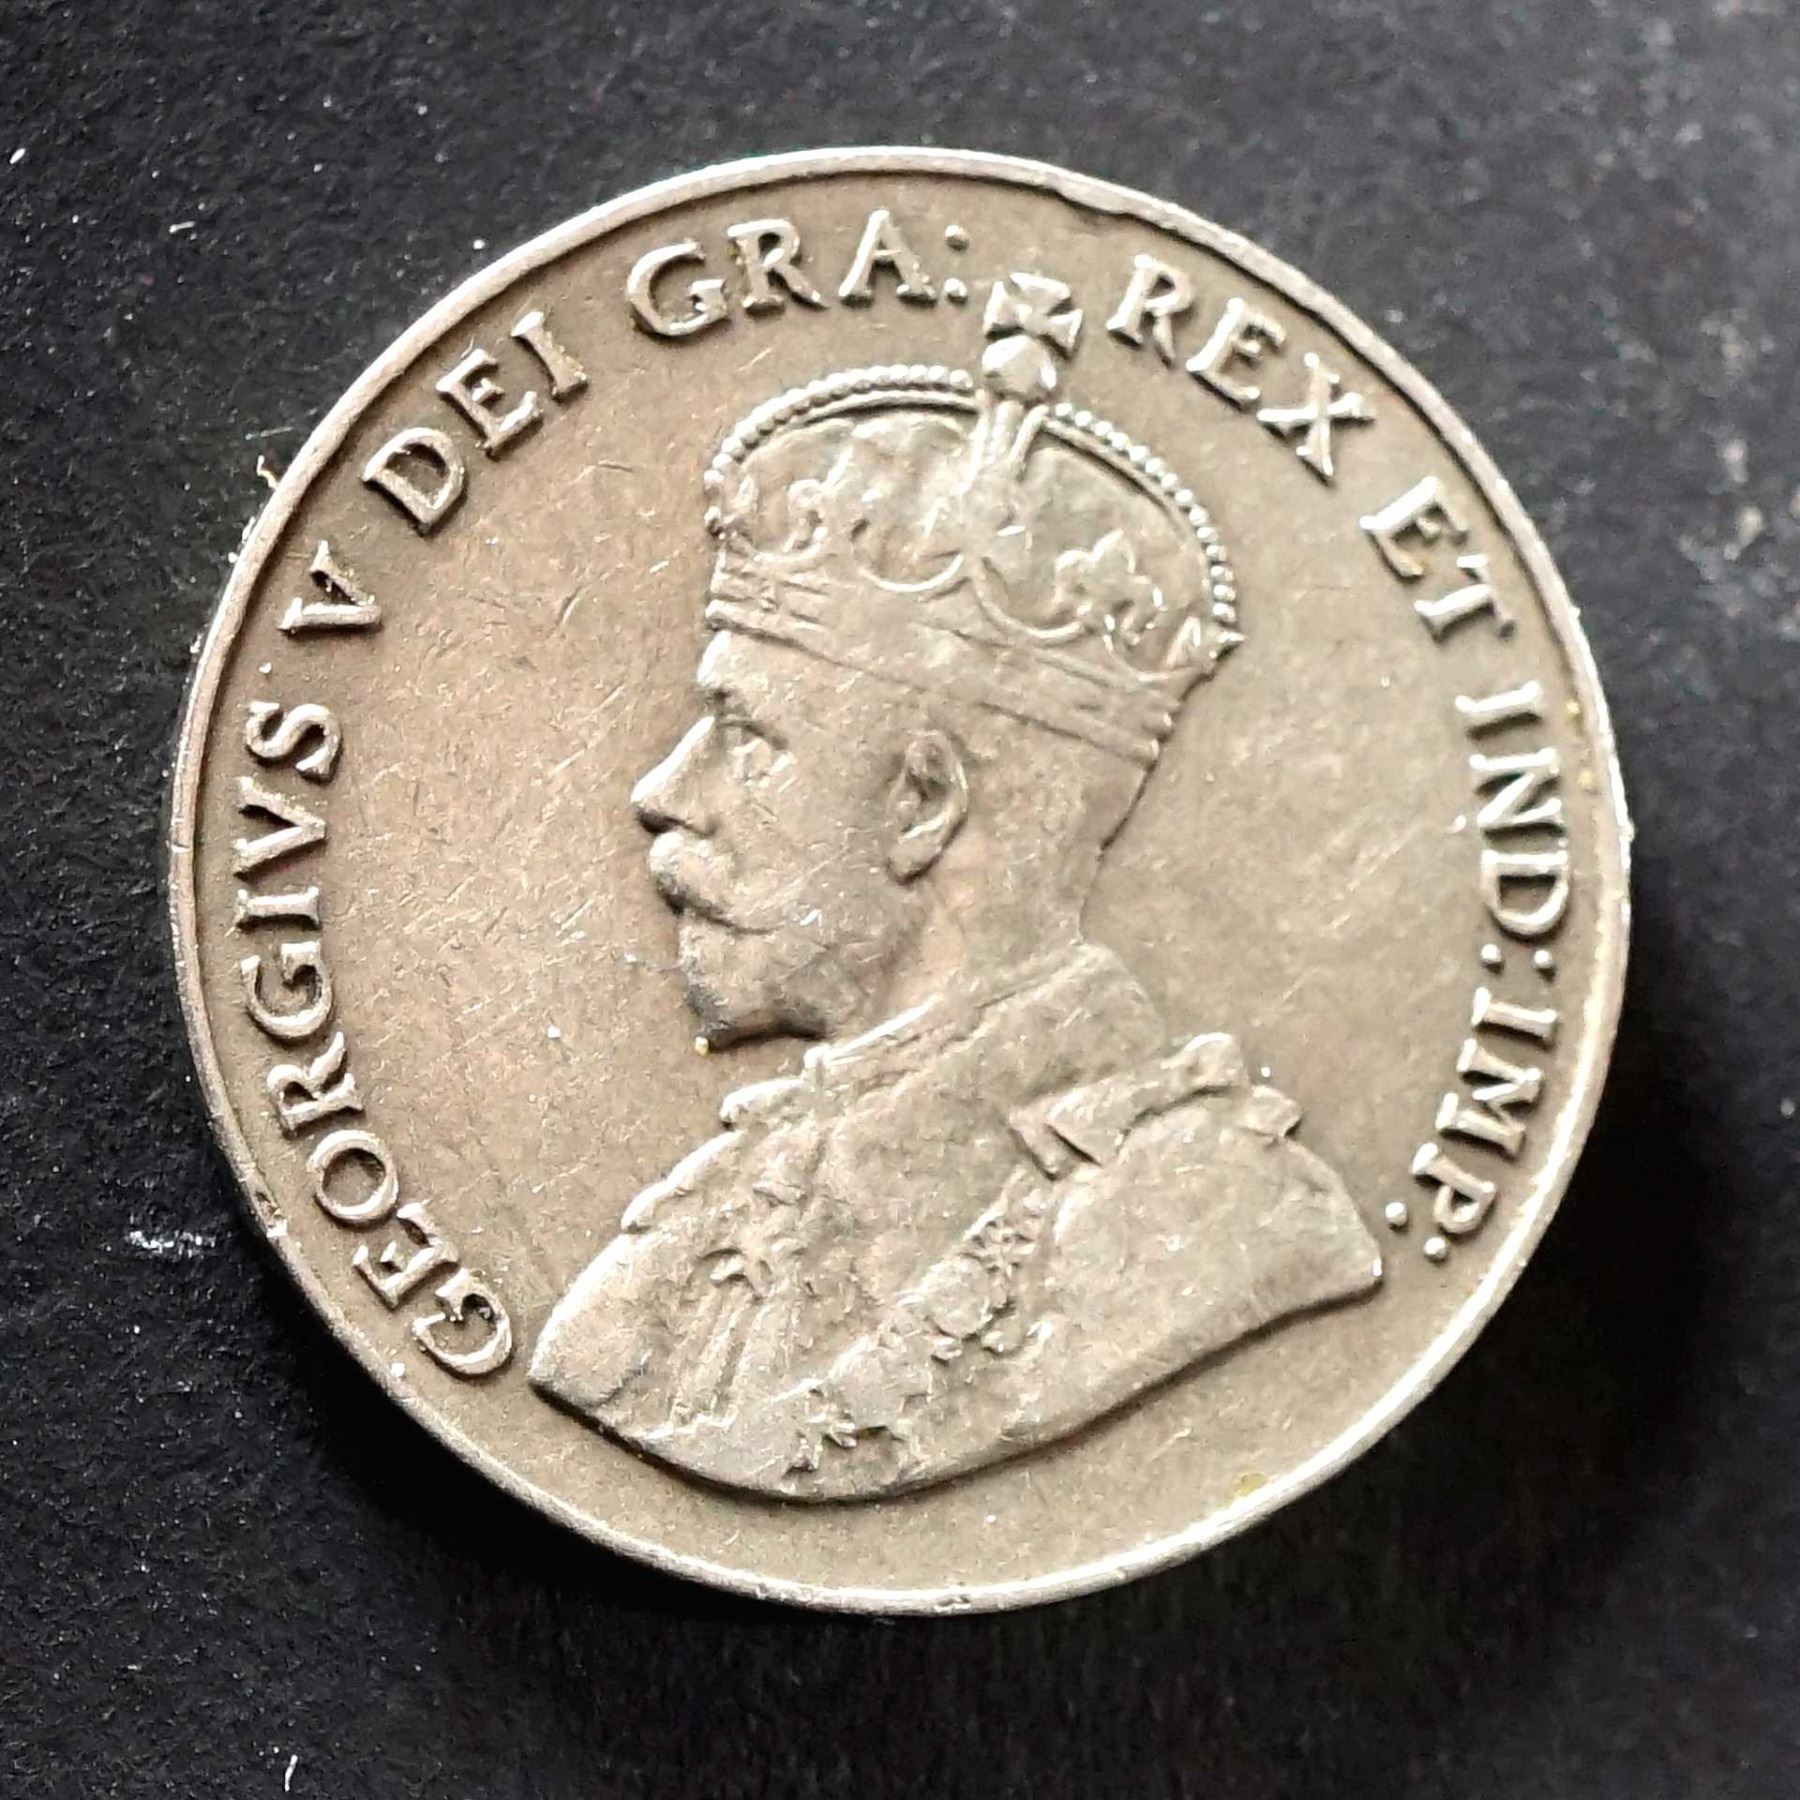 GEORGIVS V DEI GRA: REX ET IND: IMP: